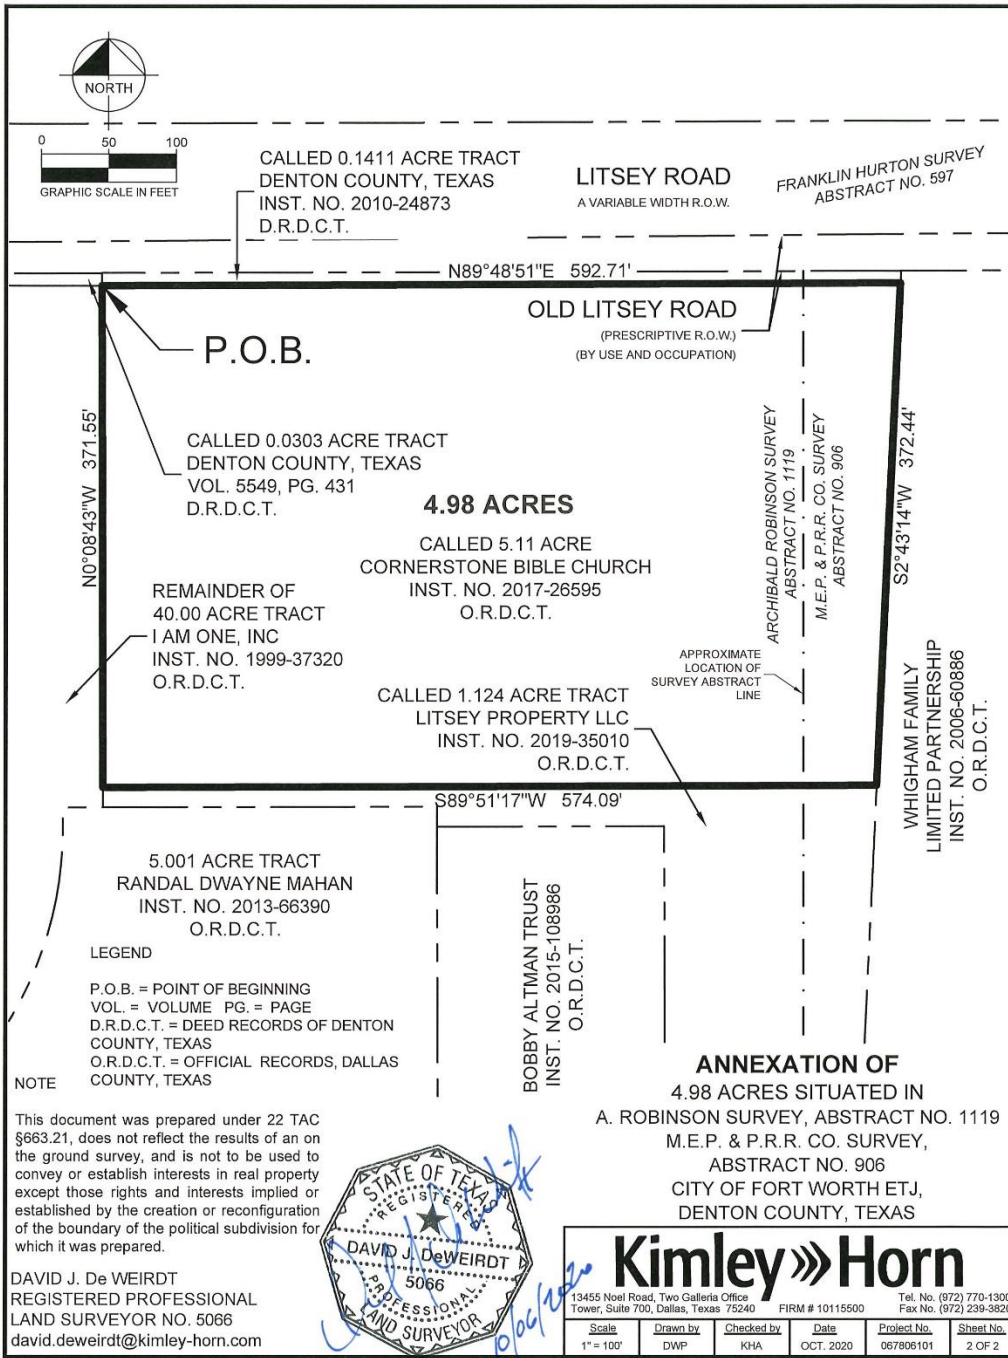 NORTH
0 50 100
GRAPHIC SCALE IN FEET
CALLED 0.1411 ACRE TRACT
DENTON COUNTY, TEXAS
INST. NO. 2010-24873
D.R.D.C.T.
LITSEY ROAD
A VARIABLE WIDTH R.O.W.
FRANKLIN HURTON SURVEY
ABSTRACT NO. 597
N89°48'51"E 592.71'
P.O.B.
OLD LITSEY ROAD
(PRESCRIPTIVE R.O.W.)
(BY USE AND OCCUPATION)
N0°08'43"W 371.55'
CALLED 0.0303 ACRE TRACT
DENTON COUNTY, TEXAS
VOL. 5549, PG. 431
D.R.D.C.T.
4.98 ACRES
CALLED 5.11 ACRE
CORNERSTONE BIBLE CHURCH
INST. NO. 2017-26595
O.R.D.C.T.
ARCHIBALD ROBINSON SURVEY
ABSTRACT NO. 1119
M.E.P. & P.R.R. CO. SURVEY
ABSTRACT NO. 906
S2°43'14"W 372.44'
REMAINDER OF
40.00 ACRE TRACT
I AM ONE, INC
INST. NO. 1999-37320
O.R.D.C.T.
APPROXIMATE
LOCATION OF
SURVEY ABSTRACT
LINE
CALLED 1.124 ACRE TRACT
LITSEY PROPERTY LLC
INST. NO. 2019-35010
O.R.D.C.T.
WHIGHAM FAMILY
LIMITED PARTNERSHIP
INST. NO. 2006-60886
O.R.D.C.T.
S89°51'17"W 574.09'
5.001 ACRE TRACT
RANDAL DWAYNE MAHAN
INST. NO. 2013-66390
O.R.D.C.T.
BOBBY ALTMAN TRUST
INST. NO. 2015-108986
O.R.D.C.T.
LEGEND
P.O.B. = POINT OF BEGINNING
VOL. = VOLUME PG. = PAGE
D.R.D.C.T. = DEED RECORDS OF DENTON
COUNTY, TEXAS
O.R.D.C.T. = OFFICIAL RECORDS, DALLAS
COUNTY, TEXAS
NOTE
This document was prepared under 22 TAC
§663.21, does not reflect the results of an on
the ground survey, and is not to be used to
convey or establish interests in real property
except those rights and interests implied or
established by the creation or reconfiguration
of the boundary of the political subdivision for
which it was prepared.
DAVID J. De WEIRDT
REGISTERED PROFESSIONAL
LAND SURVEYOR NO. 5066
david.deweirdt@kimley-horn.com
STATE OF TEXAS
REGISTERED
DAVID J. DeWEIRDT
5066
PROFESSIONAL
LAND SURVEYOR
10/06/2020
ANNEXATION OF
4.98 ACRES SITUATED IN
A. ROBINSON SURVEY, ABSTRACT NO. 1119
M.E.P. & P.R.R. CO. SURVEY,
ABSTRACT NO. 906
CITY OF FORT WORTH ETJ,
DENTON COUNTY, TEXAS
Kimley»Horn
13455 Noel Road, Two Galleria Office
Tower, Suite 700, Dallas, Texas 75240
FIRM # 10115500
Tel. No. (972) 770-1300
Fax No. (972) 239-3820
Scale Drawn by Checked by Date Project No. Sheet No.
1" = 100' DWP KHA OCT. 2020 067806101 2 OF 2